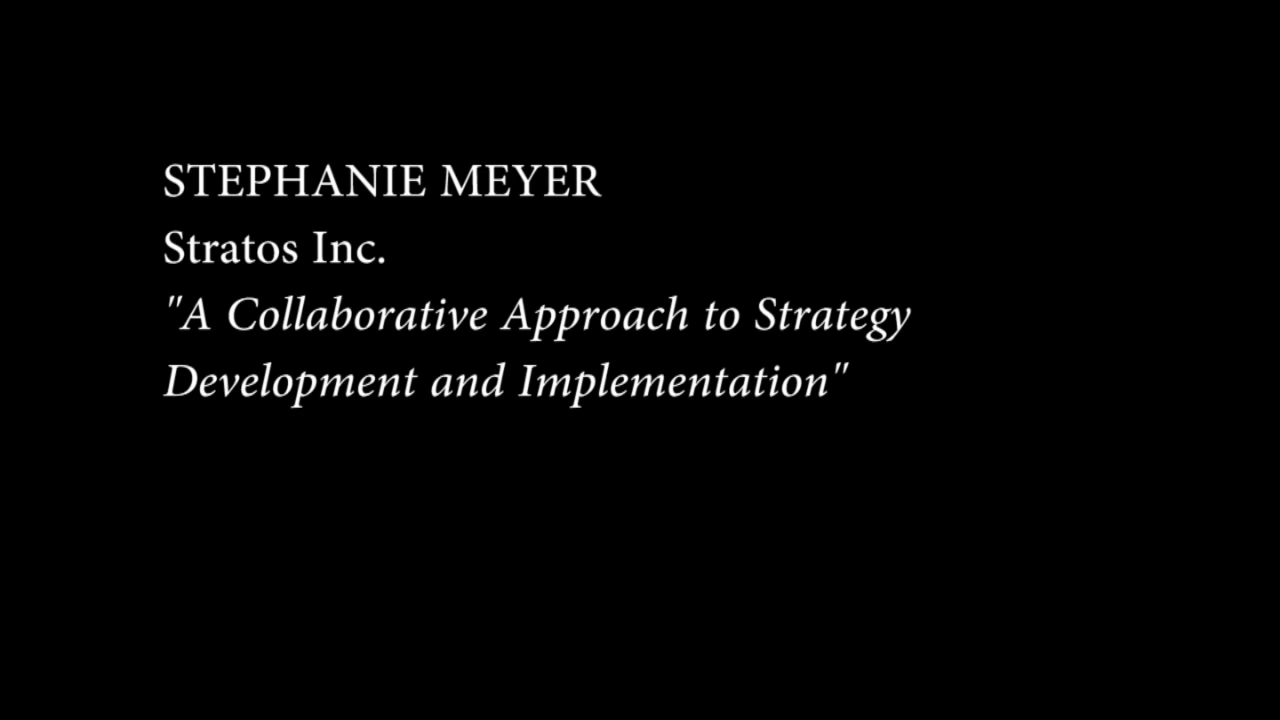 STEPHANIE MEYER
Stratos Inc.
"A Collaborative Approach to Strategy
Development and Implementation"